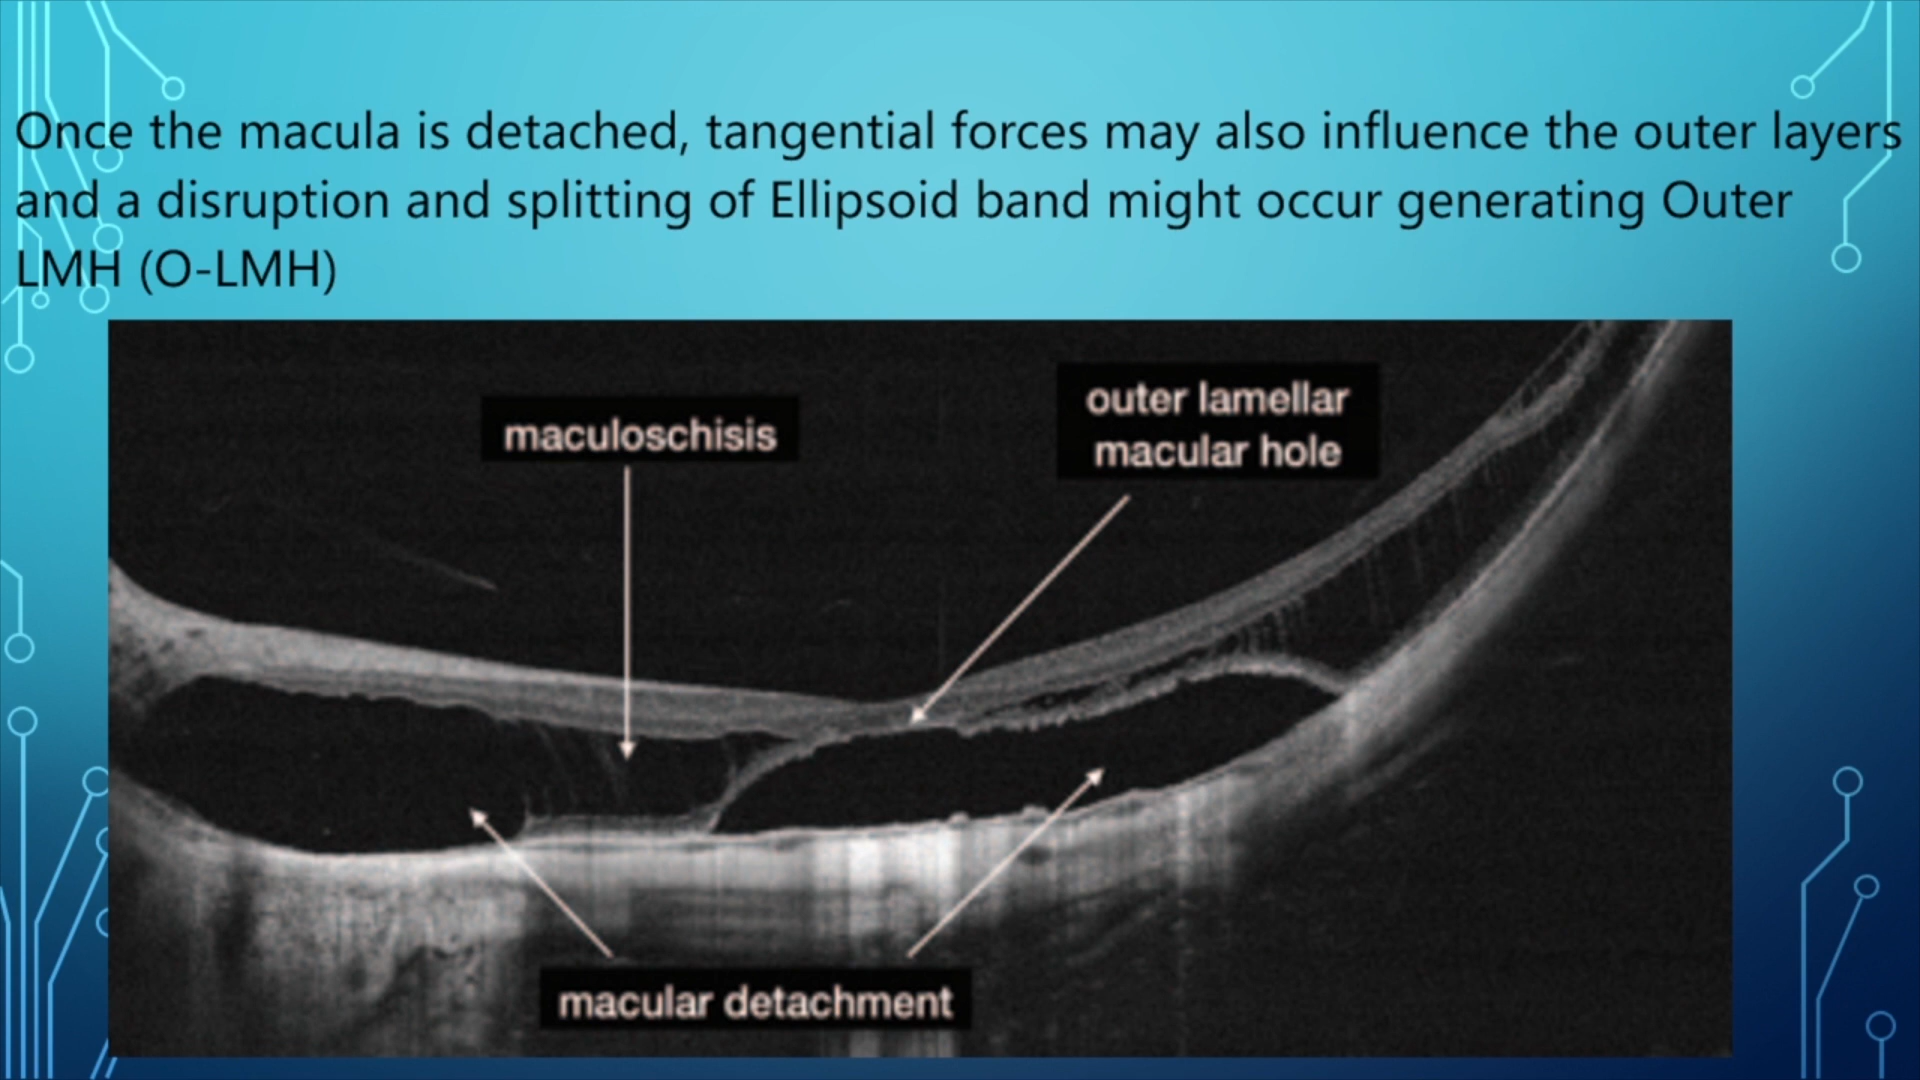 Once the macula is detached, tangential forces may also influence the outer layers
and a disruption and splitting of Ellipsoid band might occur generating Outer
LMH (O-LMH)
maculoschisis
outer lamellar
macular hole
macular detachment